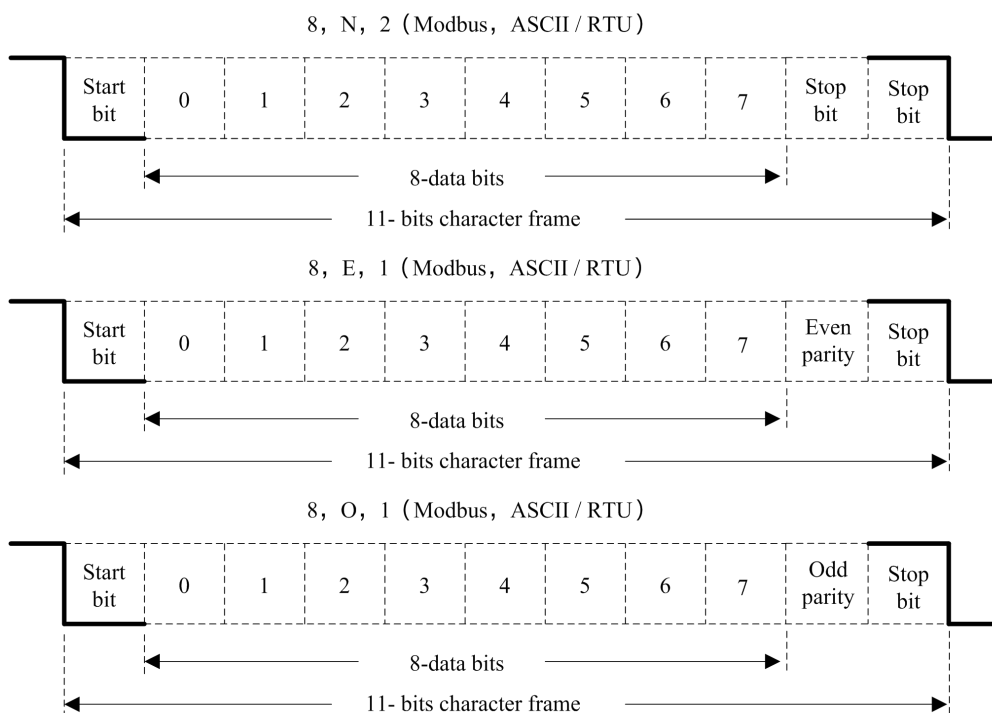 8, N, 2 (Modbus, ASCII / RTU)
Start bit 0 1 2 3 4 5 6 7 Stop bit Stop bit
8-data bits
11- bits character frame
8, E, 1 (Modbus, ASCII / RTU)
Start bit 0 1 2 3 4 5 6 7 Even parity Stop bit
8-data bits
11- bits character frame
8, O, 1 (Modbus, ASCII / RTU)
Start bit 0 1 2 3 4 5 6 7 Odd parity Stop bit
8-data bits
11- bits character frame